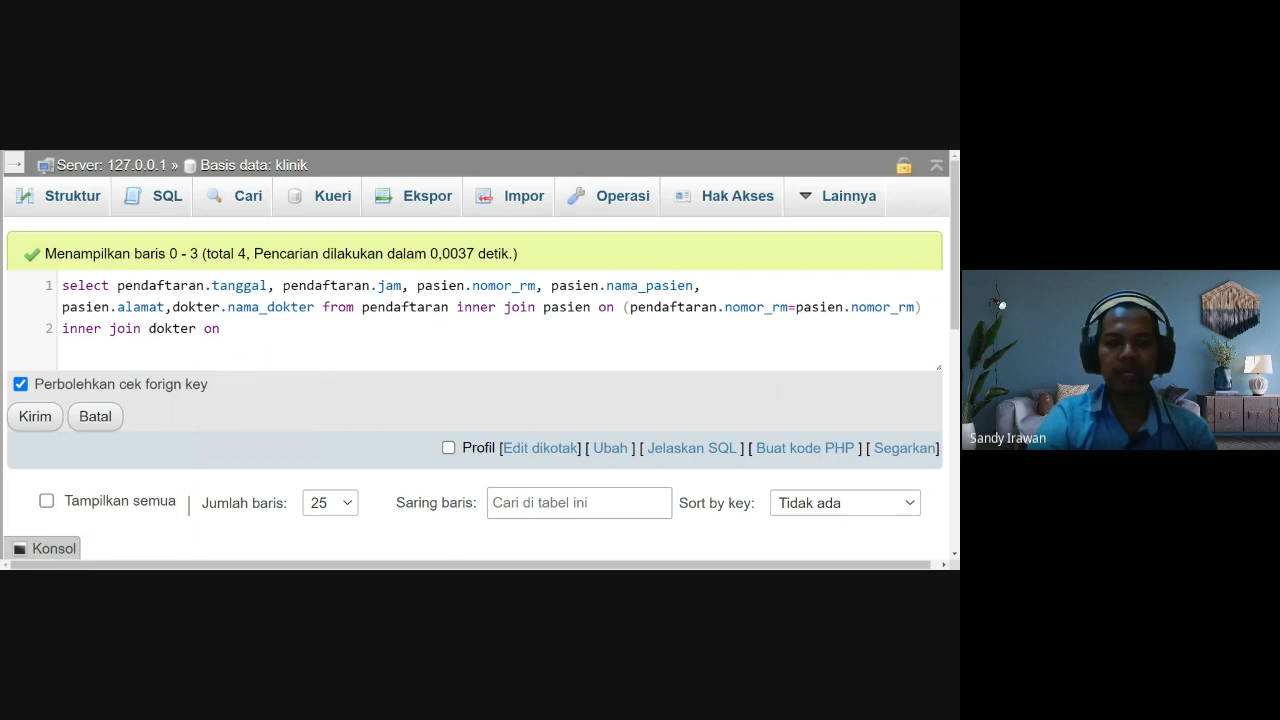 Server: 127.0.0.1 » Basis data: klinik
Struktur SQL Cari Kueri Ekspor Impor Operasi Hak Akses Lainnya
Menampilkan baris 0 - 3 (total 4, Pencarian dilakukan dalam 0,0037 detik.)
1 select pendaftaran.tanggal, pendaftaran.jam, pasien.nomor_rm, pasien.nama_pasien,
pasien.alamat,dokter.nama_dokter from pendaftaran inner join pasien on (pendaftaran.nomor_rm=pasien.nomor_rm)
2 inner join dokter on
Perbolehkan cek forign key
Kirim Batal
Profil [Edit dikotak] [ Ubah ] [ Jelaskan SQL ] [ Buat kode PHP ] [ Segarkan]
Tampilkan semua | Jumlah baris: 25 Saring baris: Cari di tabel ini Sort by key: Tidak ada
Konsol
Sandy Irawan